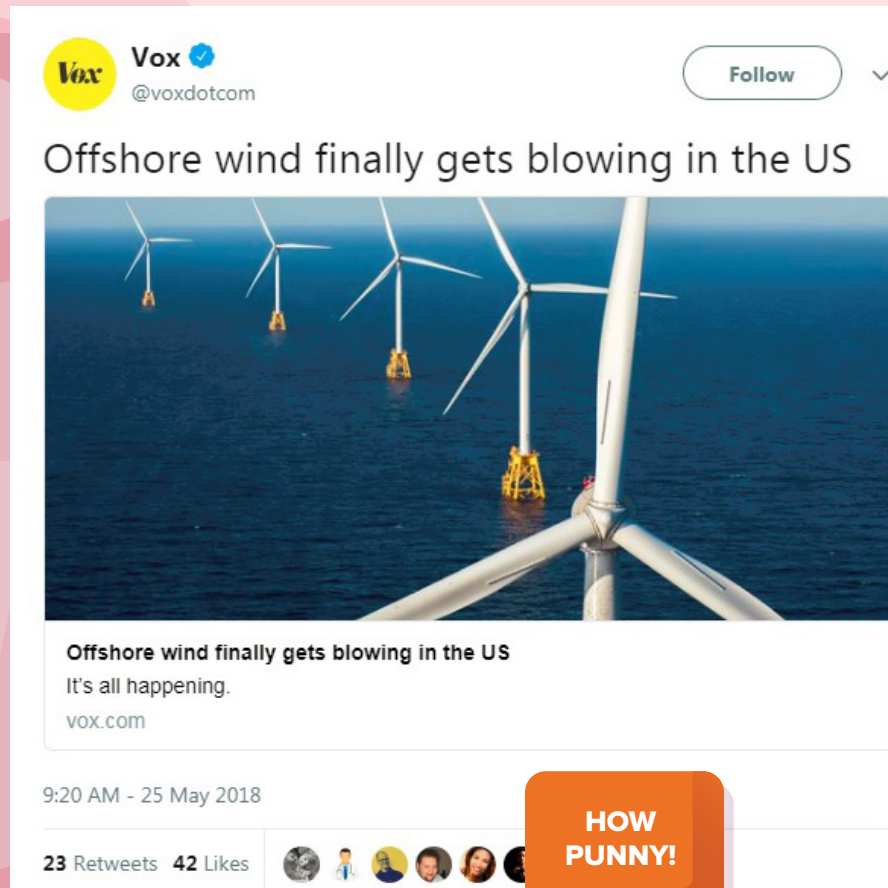 Vox
Vox
@voxdotcom
Follow
Offshore wind finally gets blowing in the US
Offshore wind finally gets blowing in the US
It's all happening.
vox.com
9:20 AM - 25 May 2018
23 Retweets 42 Likes
HOW
PUNNY!